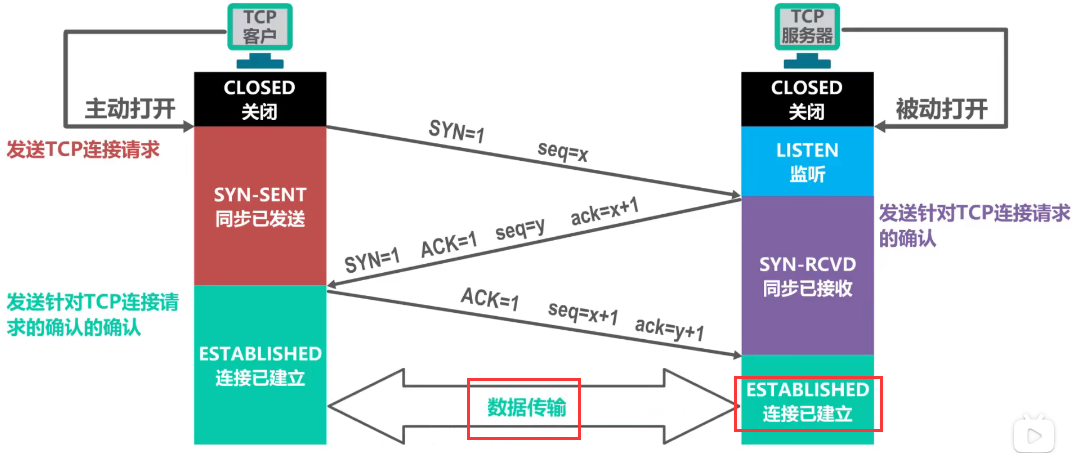 TCP
客户
TCP
服务器
CLOSED
关闭
CLOSED
关闭
主动打开
被动打开
发送TCP连接请求
SYN=1 seq=x
LISTEN
监听
SYN-SENT
同步已发送
SYN=1 ACK=1 seq=y ack=x+1
发送针对TCP连接请求
的确认
SYN-RCVD
同步已接收
发送针对TCP连接请
求的确认的确认
ACK=1 seq=x+1 ack=y+1
ESTABLISHED
连接已建立
数据传输
ESTABLISHED
连接已建立